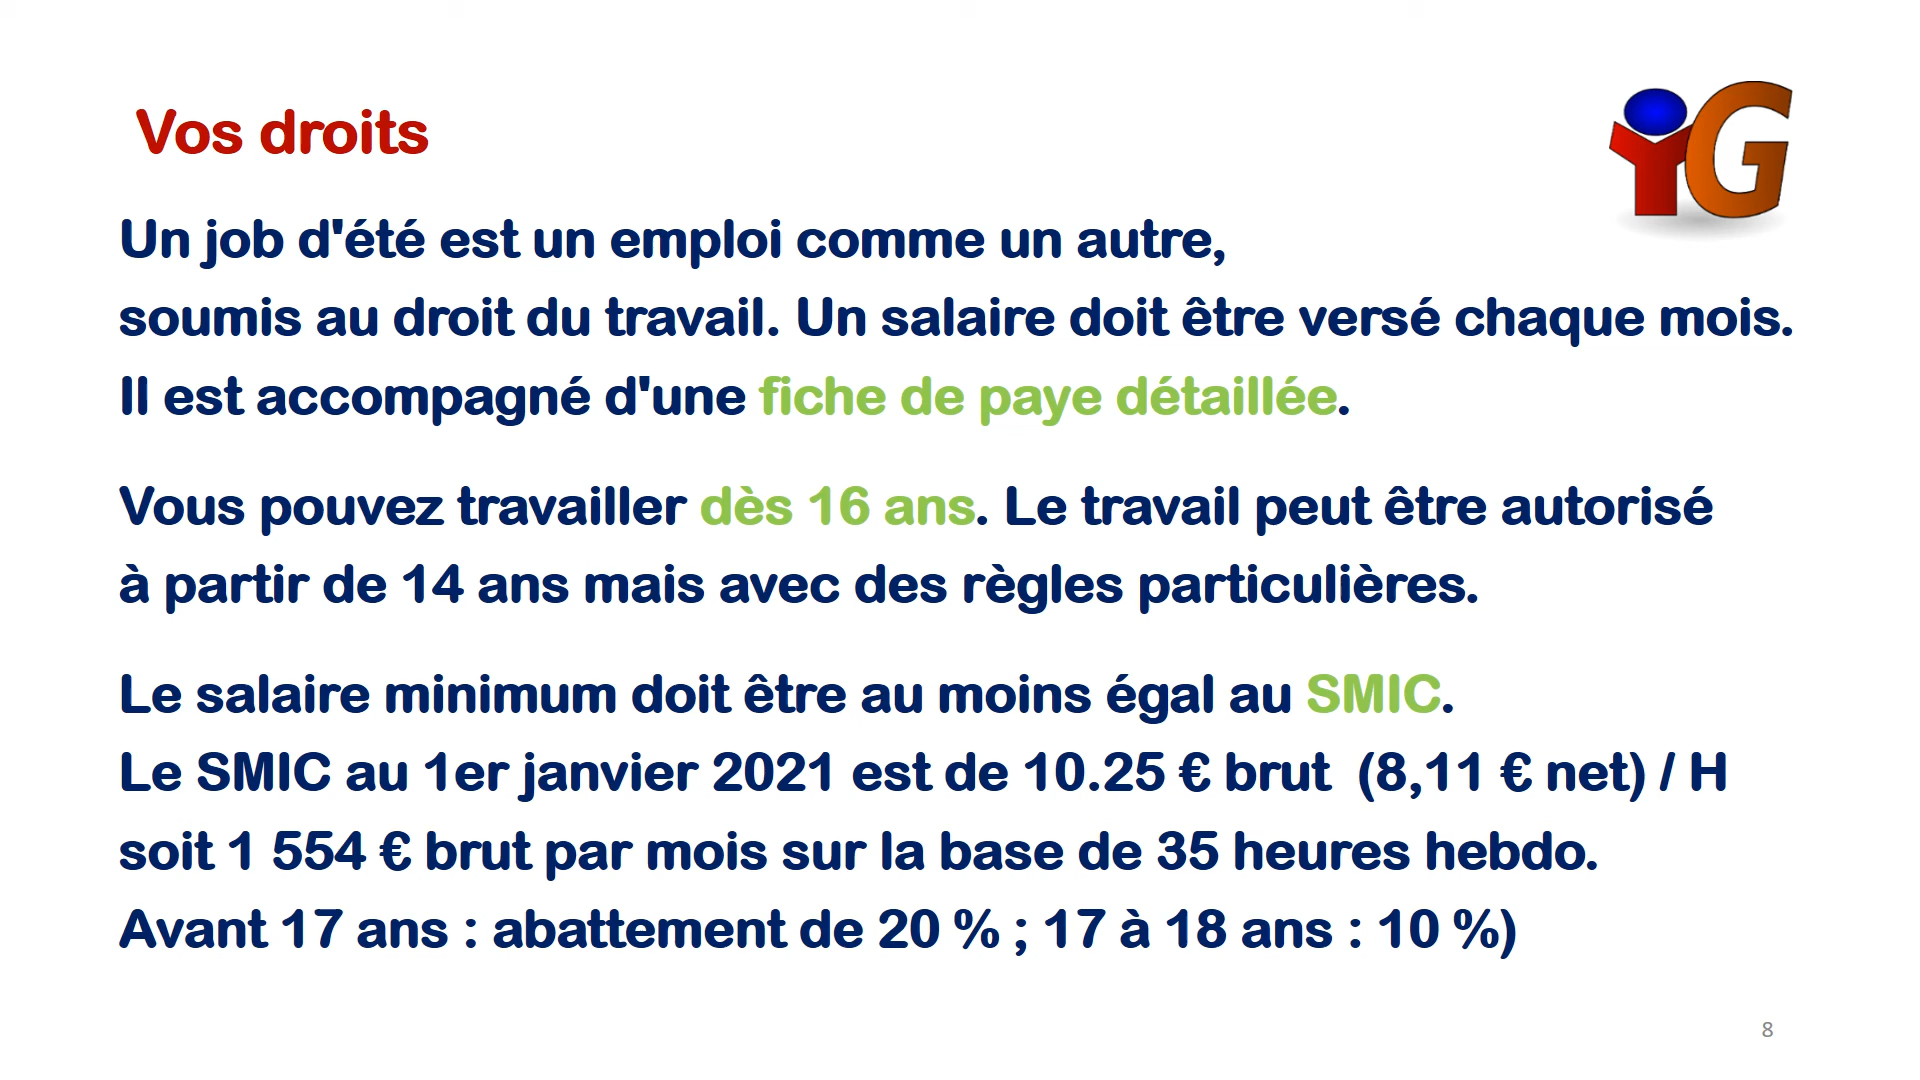 Vos droits
Un job d'été est un emploi comme un autre,
soumis au droit du travail. Un salaire doit être versé chaque mois.
Il est accompagné d'une fiche de paye détaillée.
Vous pouvez travailler dès 16 ans. Le travail peut être autorisé
à partir de 14 ans mais avec des règles particulières.
Le salaire minimum doit être au moins égal au SMIC.
Le SMIC au 1er janvier 2021 est de 10.25 € brut  (8,11 € net) / H
soit 1 554 € brut par mois sur la base de 35 heures hebdo.
Avant 17 ans : abattement de 20 % ; 17 à 18 ans : 10 %)
YG
8